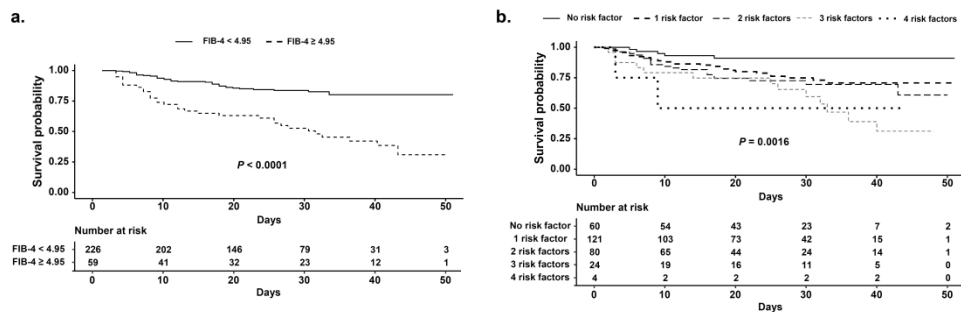 a.
FIB-4 < 4.95 FIB-4 ≥ 4.95
1.00
0.75
0.50
0.25
0.00
Survival probability
P < 0.0001
0 10 20 30 40 50
Days
Number at risk
FIB-4 < 4.95 226 202 146 79 31 3
FIB-4 ≥ 4.95 59 41 32 23 12 1
0 10 20 30 40 50
Days
b.
No risk factor 1 risk factor 2 risk factors 3 risk factors 4 risk factors
1.00
0.75
0.50
0.25
0.00
Survival probability
P = 0.0016
0 10 20 30 40 50
Days
Number at risk
No risk factor 60 54 43 23 7 2
1 risk factor 121 103 73 42 15 1
2 risk factors 80 65 44 24 14 1
3 risk factors 24 19 16 11 5 0
4 risk factors 4 2 2 2 2 0
0 10 20 30 40 50
Days